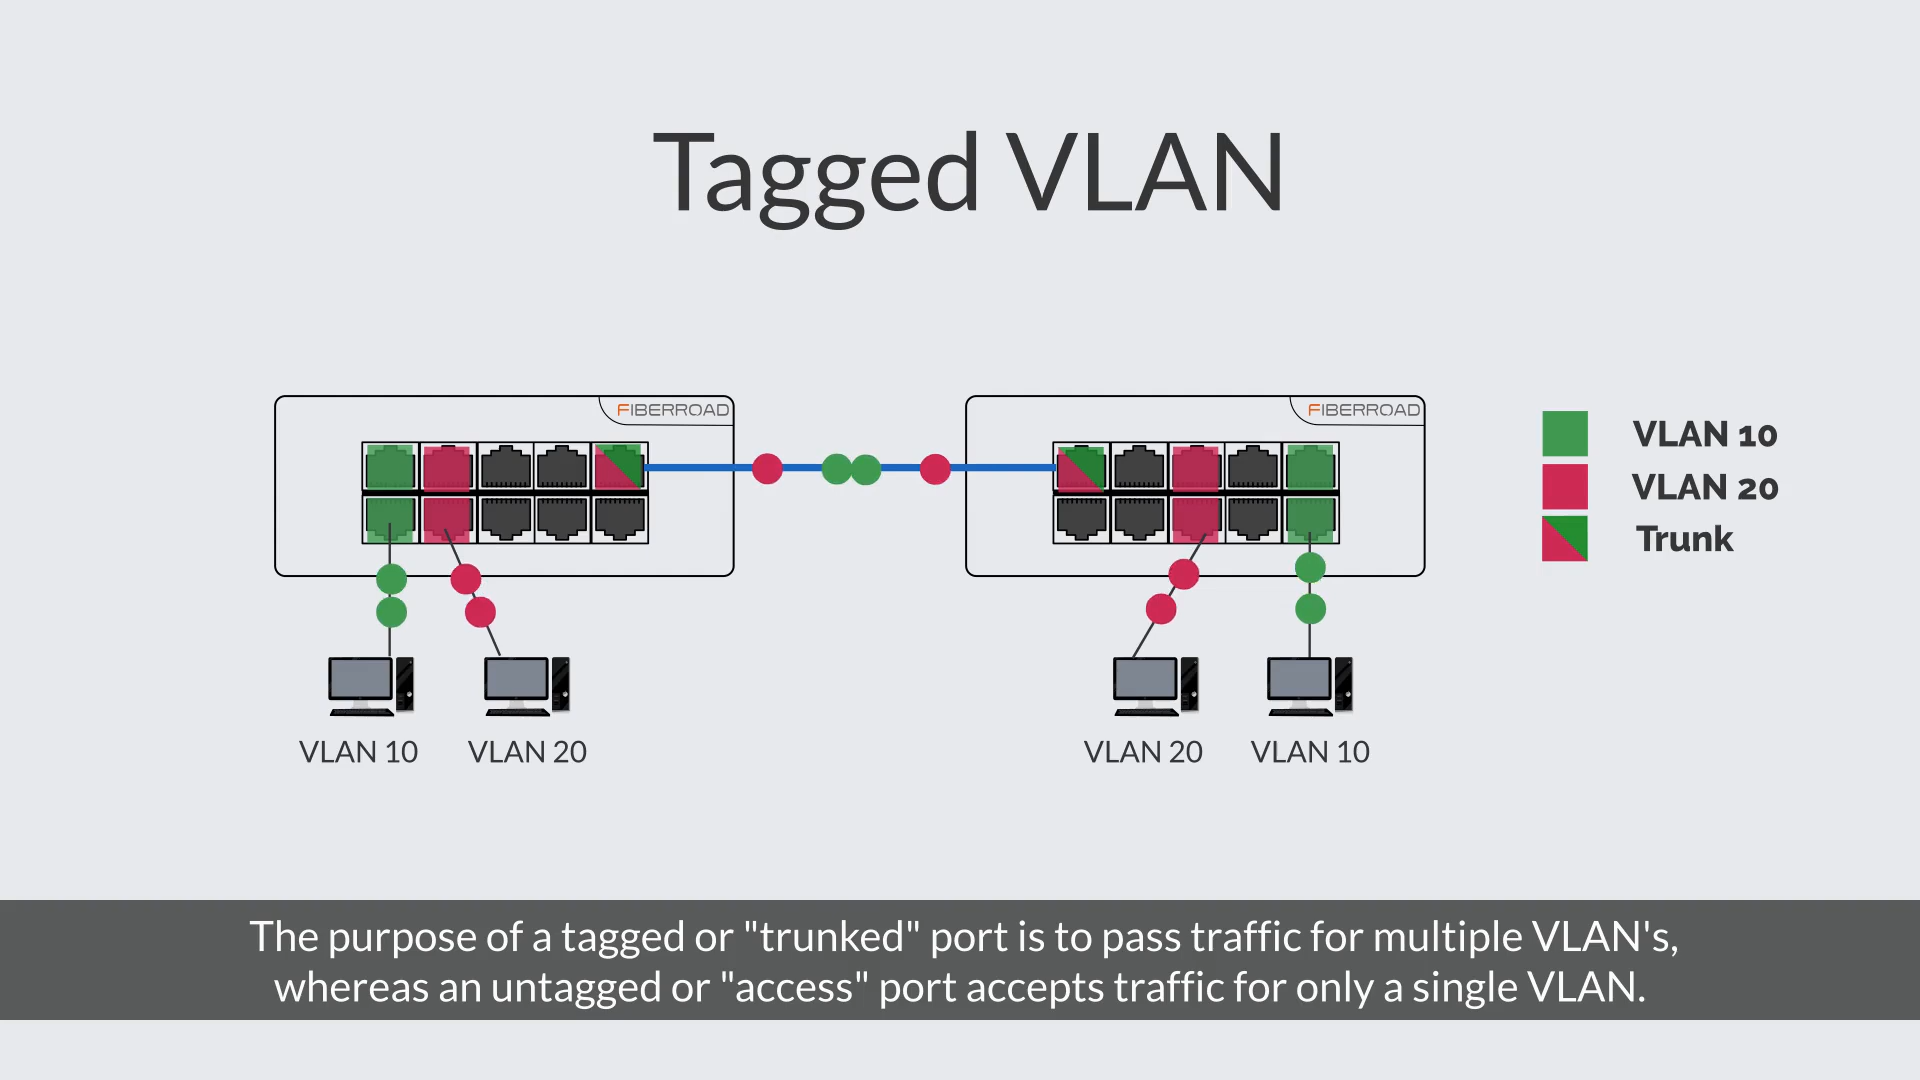 Tagged VLAN
FIBERROAD
FIBERROAD
VLAN 10
VLAN 20
Trunk
VLAN 10
VLAN 20
VLAN 20
VLAN 10
The purpose of a tagged or "trunked" port is to pass traffic for multiple VLAN's,
whereas an untagged or "access" port accepts traffic for only a single VLAN.